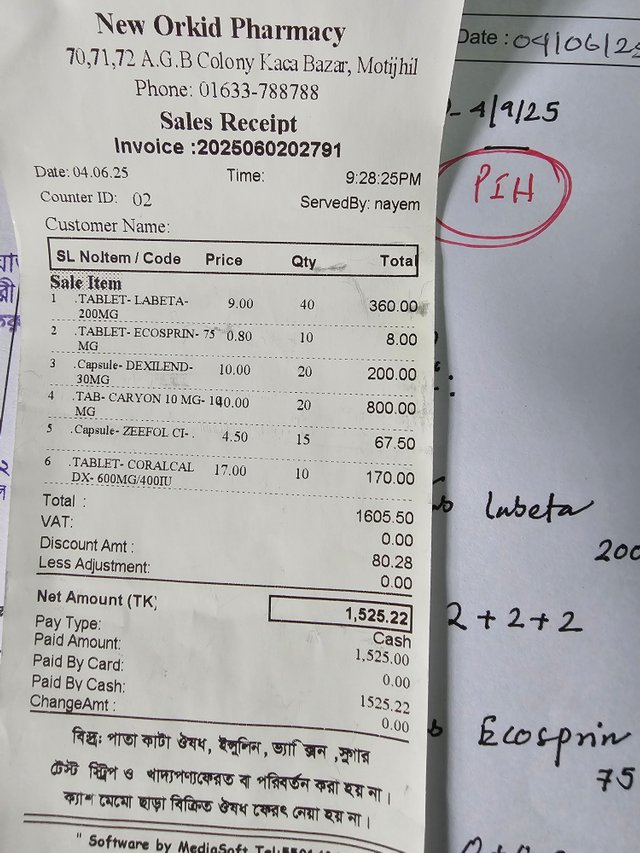 New Orkid Pharmacy
70,71,72 A.G.B Colony Kaca Bazar, Motijhil
Phone: 01633-788788
Sales Receipt
Invoice :2025060202791
Date: 04.06.25 Time: 9:28:25PM
Counter ID: 02 ServedBy: nayem
Customer Name:
SL NoItem / Code Price Qty Total
Sale Item
1 .TABLET- LABETA- 9.00 40 360.00
200MG
2 .TABLET- ECOSPRIN- 75 0.80 10 8.00
MG
3 .Capsule- DEXILEND- 10.00 20 200.00
30MG
4 .TAB- CARYON 10 MG- 40.00 20 800.00
MG
5 .Capsule- ZEEFOL CI- . 4.50 15 67.50
6 .TABLET- CORALCAL 17.00 10 170.00
DX- 600MG/400IU
Total : 1605.50
VAT: 0.00
Discount Amt : 80.28
Less Adjustment: 0.00
Net Amount (TK) 1,525.22
Pay Type: Cash
Paid Amount: 1,525.00
Paid By Card: 0.00
Paid By Cash: 1525.22
ChangeAmt : 0.00
বিঃদ্রঃ পাতা কাটা ঔষধ, ইনসুলিন, ভ্যাকসিন, সুগার
টেস্ট স্ট্রিপ ও খাদ্যপণ্য ফেরত বা পরিবর্তন করা হয় না।
ক্যাশ মেমো ছাড়া বিক্রিত ঔষধ ফেরৎ নেয়া হয় না।
" Software by MediaSoft Tel:
Date : 04/06/25
4/9/25
PIH
Labeta
200
2+2+2
Ecosprin
75